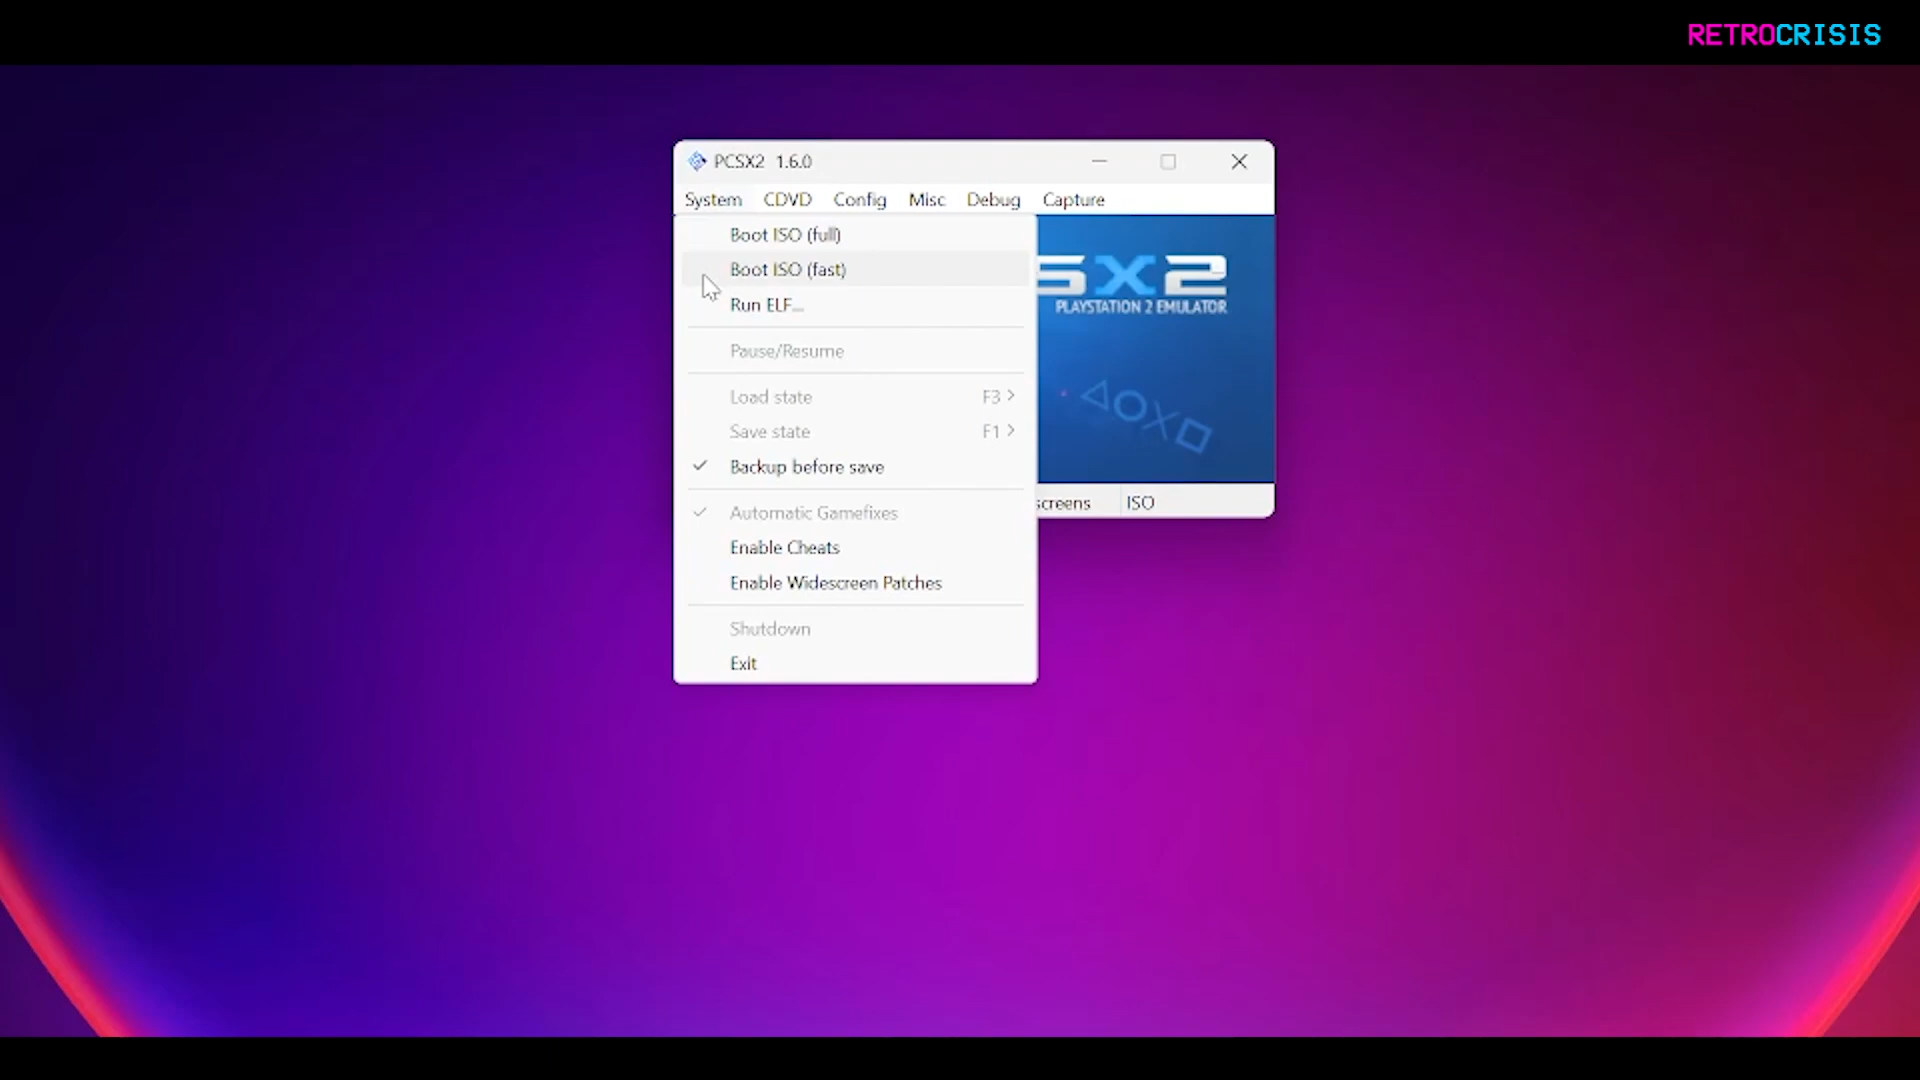 RETROCRISIS
PCSX2 1.6.0
System CDVD Config Misc Debug Capture
Boot ISO (full)
Boot ISO (fast)
Run ELF...
Pause/Resume
Load state F3
Save state F1
Backup before save
Automatic Gamefixes
Enable Cheats
Enable Widescreen Patches
Shutdown
Exit
SX2
PLAYSTATION 2 EMULATOR
screens ISO